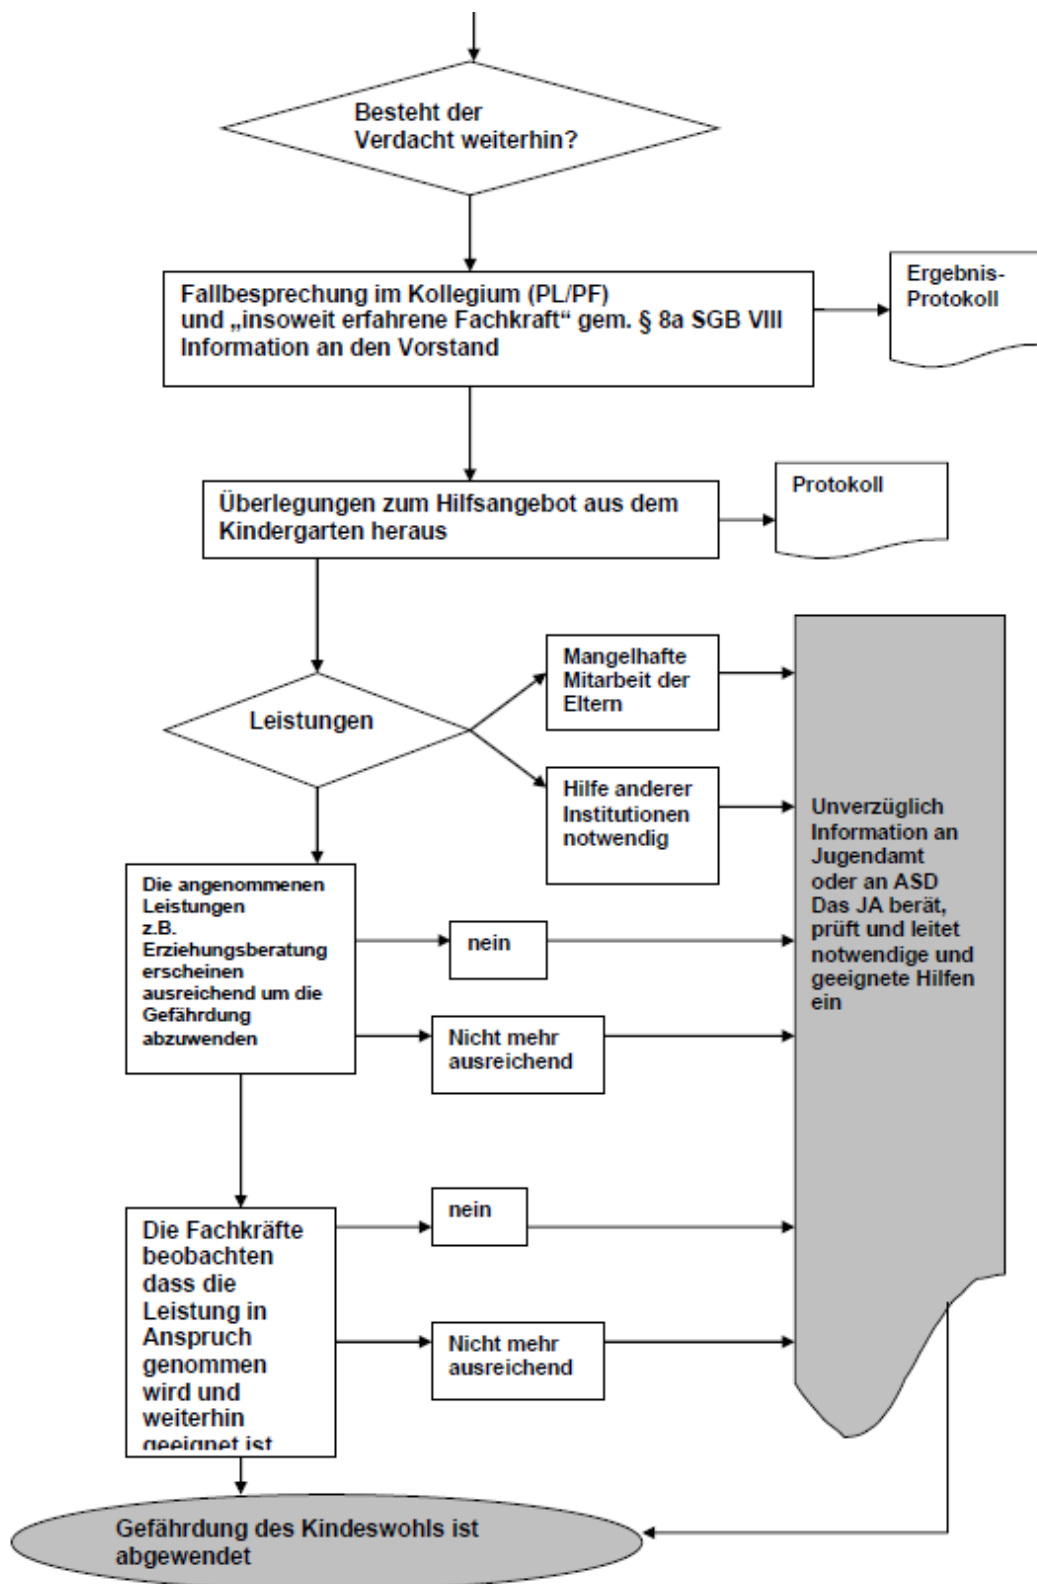 Besteht der
Verdacht weiterhin?
Fallbesprechung im Kollegium (PL/PF)
und „insoweit erfahrene Fachkraft“ gem. § 8a SGB VIII
Information an den Vorstand
Ergebnis-
Protokoll
Überlegungen zum Hilfsangebot aus dem
Kindergarten heraus
Protokoll
Leistungen
Mangelhafte
Mitarbeit der
Eltern
Hilfe anderer
Institutionen
notwendig
Unverzüglich
Information an
Jugendamt
oder an ASD
Das JA berät,
prüft und leitet
notwendige und
geeignete Hilfen
ein
Die angenommenen
Leistungen
z.B.
Erziehungsberatung
erscheinen
ausreichend um die
Gefährdung
abzuwenden
nein
Nicht mehr
ausreichend
Die Fachkräfte
beobachten
dass die
Leistung in
Anspruch
genommen
wird und
weiterhin
geeignet ist
nein
Nicht mehr
ausreichend
Gefährdung des Kindeswohls ist
abgewendet